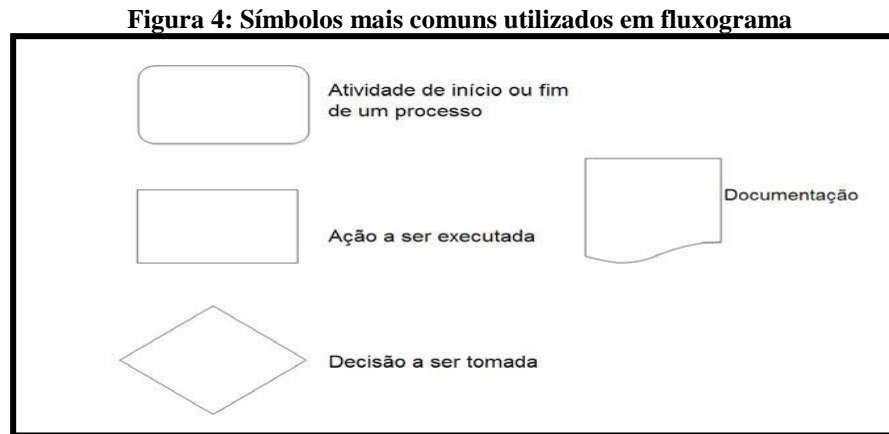 Figura 4: Símbolos mais comuns utilizados em fluxograma
Atividade de início ou fim
de um processo
Documentação
Ação a ser executada
Decisão a ser tomada